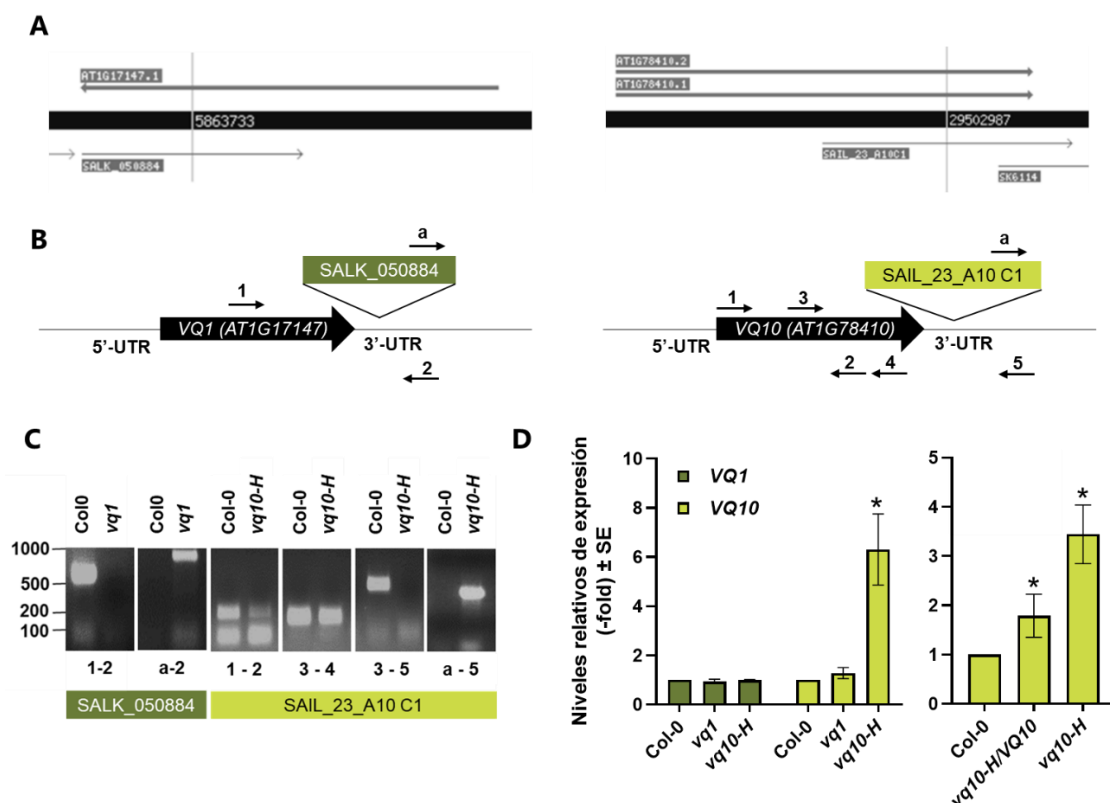 A
AT1G17147.1
5863733
SALK_050884
AT1G78410.2
AT1G78410.1
29502987
SAIL_23_A10C1
SK6114
B
a
SALK_050884
1
VQ1 (AT1G17147)
5'-UTR
3'-UTR
2
a
SAIL_23_A10 C1
1
3
VQ10 (AT1G78410)
5'-UTR
3'-UTR
2
4
5
C
Col0
vq1
Col0
vq1
Col-0
vq10-H
Col-0
vq10-H
Col-0
vq10-H
Col-0
vq10-H
1000
500
200
100
1-2
a-2
1 - 2
3 - 4
3 - 5
a - 5
SALK_050884
SAIL_23_A10 C1
D
Niveles relativos de expresión
(-fold) ± SE
10
8
6
4
2
0
VQ1
VQ10
*
Col-0
vq1
vq10-H
Col-0
vq1
vq10-H
5
4
3
2
1
0
*
*
Col-0
vq10-H/VQ10
vq10-H